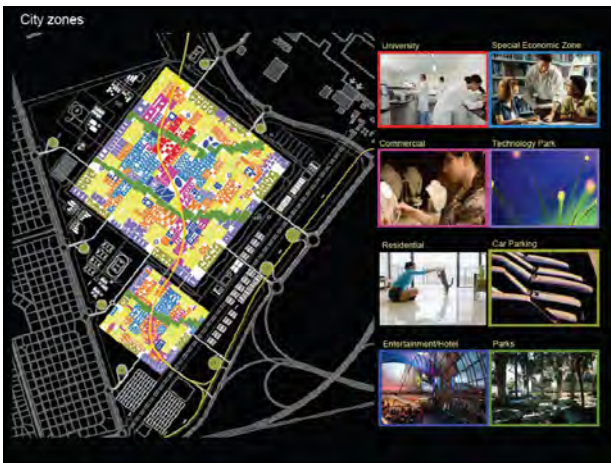 City zones
University
Special Economic Zone
Commercial
Technology Park
Residential
Car Parking
Entertainment/Hotel
Parks